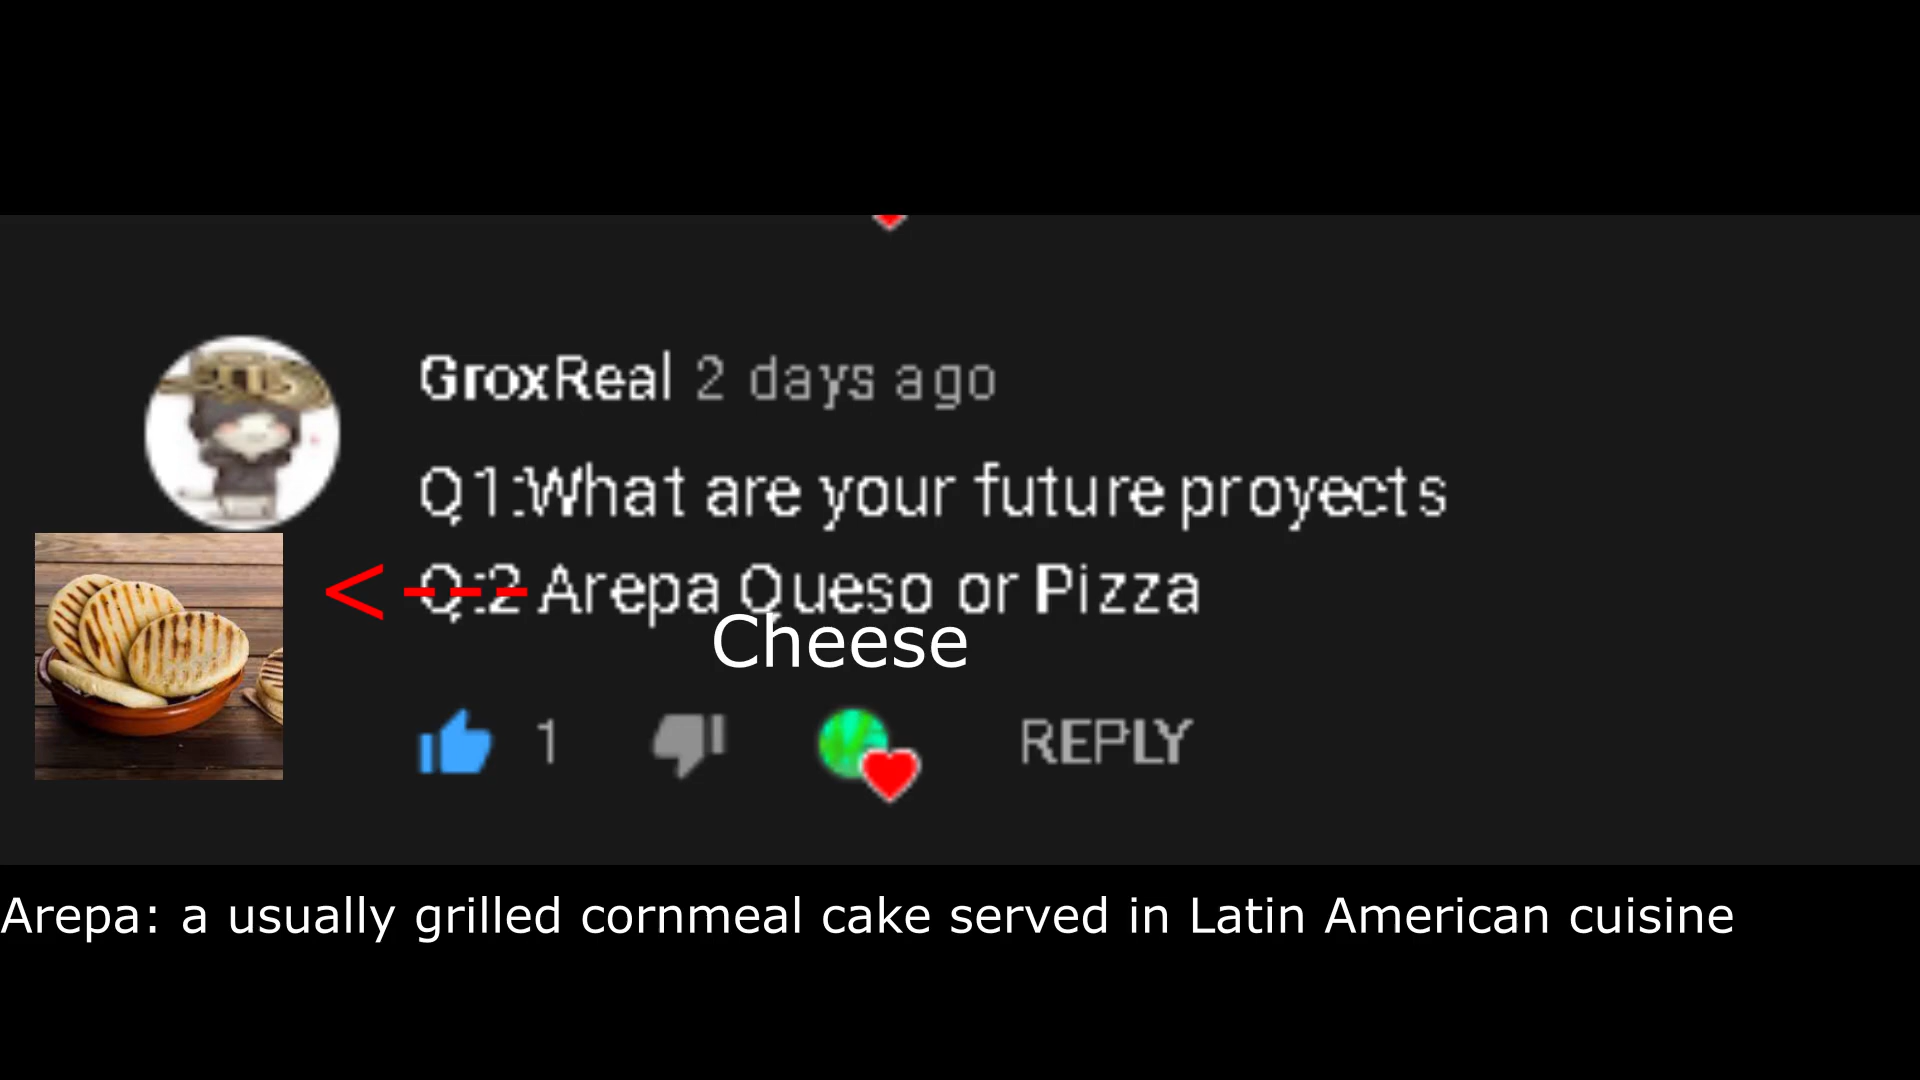 GroxReal 2 days ago
Q1:What are your future proyects
< --- Q:2 Arepa Queso or Pizza
Cheese
1 REPLY
Arepa: a usually grilled cornmeal cake served in Latin American cuisine